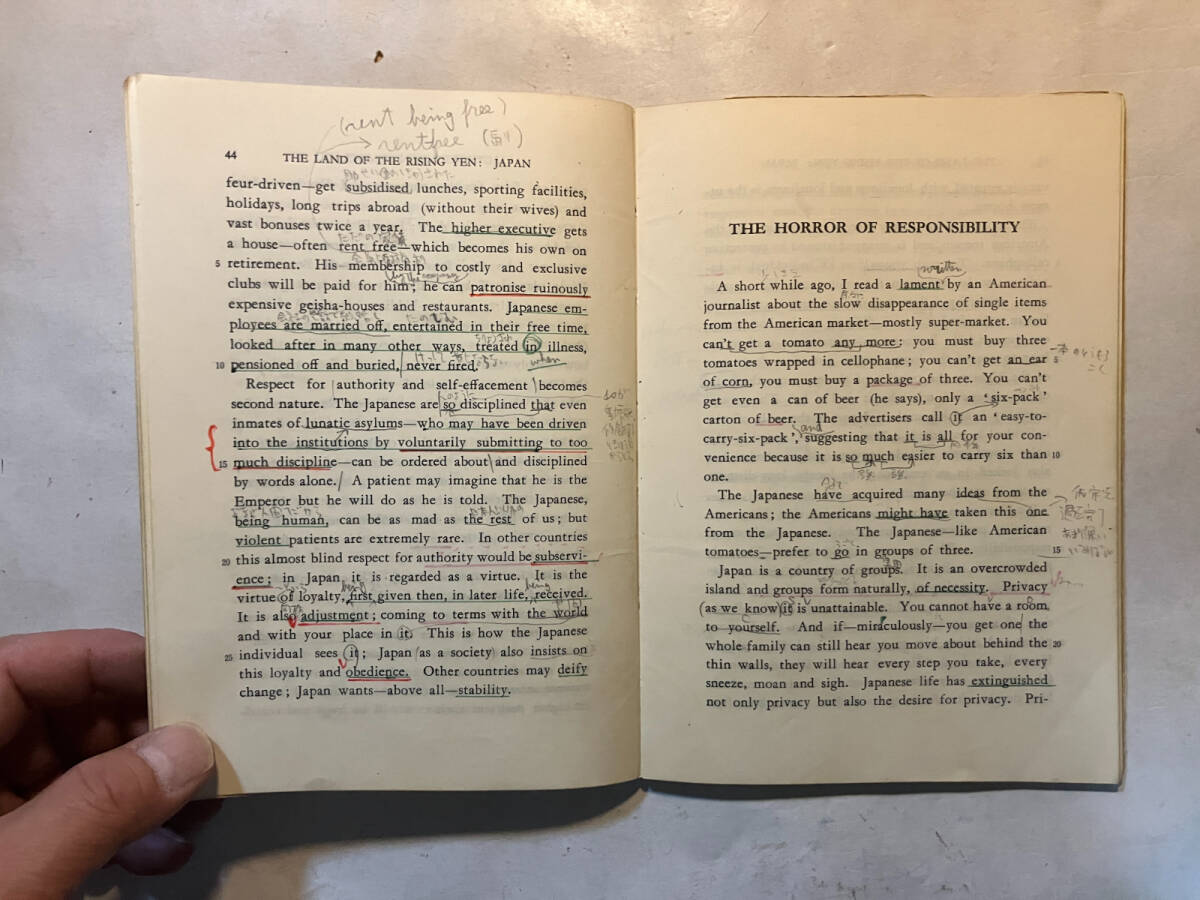 (rent being free)
rentfree
44 THE LAND OF THE RISING YEN: JAPAN
feur-driven—get subsidised lunches, sporting facilities,
holidays, long trips abroad (without their wives) and
vast bonuses twice a year. The higher executive gets
a house—often rent free—which becomes his own on
5 retirement. His membership to costly and exclusive
clubs will be paid for him; he can patronise ruinously
expensive geisha-houses and restaurants. Japanese em-
ployees are married off, entertained in their free time,
looked after in many other ways, treated in illness,
when
10 pensioned off and buried, never fired.
Respect for authority and self-effacement becomes
second nature. The Japanese are so disciplined that even
inmates of lunatic asylums—who may have been driven
into the institutions by voluntarily submitting to too
15 much discipline—can be ordered about and disciplined
by words alone. A patient may imagine that he is the
Emperor but he will do as he is told. The Japanese,
being human, can be as mad as the rest of us; but
violent patients are extremely rare. In other countries
20 this almost blind respect for authority would be subservi-
ence; in Japan it is regarded as a virtue. It is the
being
virtue of loyalty, first given then, in later life, received.
It is also adjustment; coming to terms with the world
and with your place in it. This is how the Japanese
25 individual sees it; Japan (as a society) also insists on
this loyalty and obedience. Other countries may deify
change; Japan wants—above all—stability.
THE HORROR OF RESPONSIBILITY
written
A short while ago, I read a lament by an American
journalist about the slow disappearance of single items
from the American market—mostly super-market. You
can't get a tomato any more: you must buy three
tomatoes wrapped in cellophane; you can't get an ear 5
of corn, you must buy a package of three. You can't
get even a can of beer (he says), only a 'six-pack'
carton of beer. The advertisers call it an 'easy-to-
and
carry-six-pack', suggesting that it is all for your con-
venience because it is so much easier to carry six than 10
one.
The Japanese have acquired many ideas from the
Americans; the Americans might have taken this one
from the Japanese. The Japanese—like American
tomatoes—prefer to go in groups of three. 15
Japan is a country of groups. It is an overcrowded
island and groups form naturally, of necessity. Privacy
(as we know it) is unattainable. You cannot have a room
to yourself. And if—miraculously—you get one the
whole family can still hear you move about behind the 20
thin walls, they will hear every step you take, every
sneeze, moan and sigh. Japanese life has extinguished
not only privacy but also the desire for privacy. Pri-